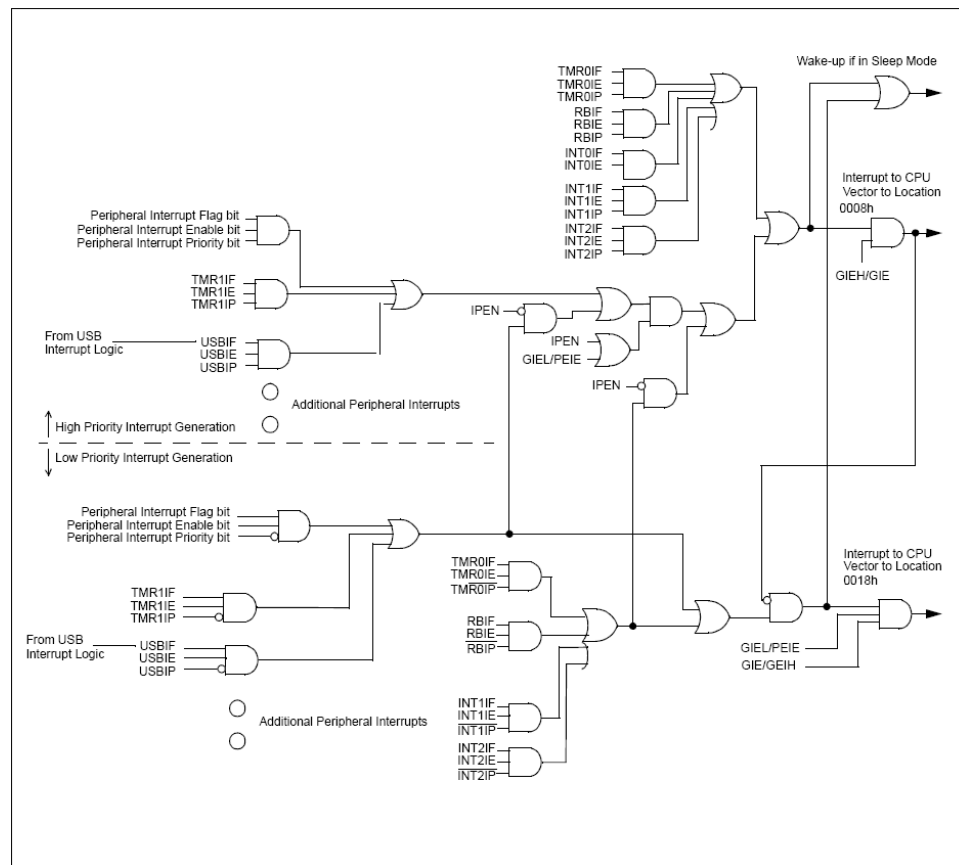 Wake-up if in Sleep Mode
TMR0IF
TMR0IE
TMR0IP
RBIF
RBIE
RBIP
INT0IF
INT0IE
INT1IF
INT1IE
INT1IP
INT2IF
INT2IE
INT2IP
Interrupt to CPU
Vector to Location
0008h
GIEH/GIE
Peripheral Interrupt Flag bit
Peripheral Interrupt Enable bit
Peripheral Interrupt Priority bit
TMR1IF
TMR1IE
TMR1IP
From USB
Interrupt Logic
USBIF
USBIE
USBIP
IPEN
IPEN
GIEL/PEIE
IPEN
Additional Peripheral Interrupts
High Priority Interrupt Generation
Low Priority Interrupt Generation
Peripheral Interrupt Flag bit
Peripheral Interrupt Enable bit
Peripheral Interrupt Priority bit
TMR1IF
TMR1IE
TMR1IP
From USB
Interrupt Logic
USBIF
USBIE
USBIP
Additional Peripheral Interrupts
TMR0IF
TMR0IE
TMR0IP
RBIF
RBIE
RBIP
INT1IF
INT1IE
INT1IP
INT2IF
INT2IE
INT2IP
Interrupt to CPU
Vector to Location
0018h
GIEL/PEIE
GIE/GEIH